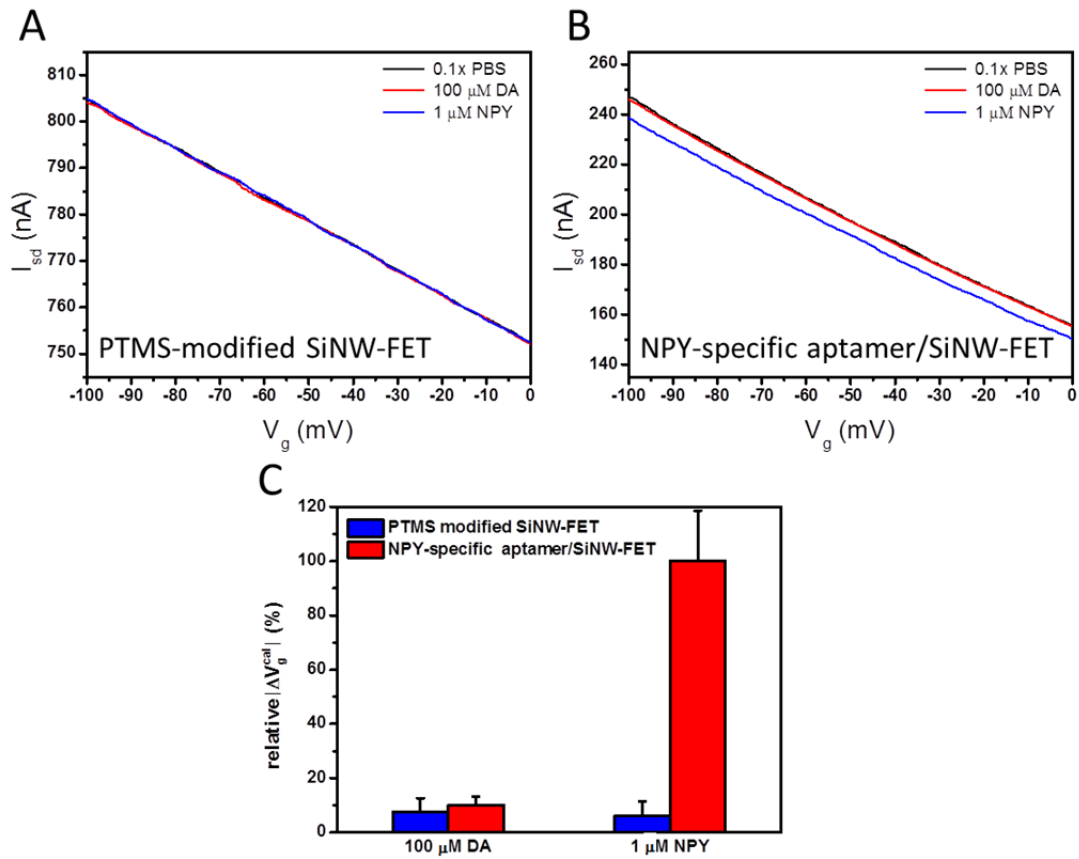 A
810
800
790
780
770
760
750
I_sd (nA)
0.1x PBS
100 μM DA
1 μM NPY
PTMS-modified SiNW-FET
-100 -90 -80 -70 -60 -50 -40 -30 -20 -10 0
V_g (mV)
B
260
240
220
200
180
160
140
I_sd (nA)
0.1x PBS
100 μM DA
1 μM NPY
NPY-specific aptamer/SiNW-FET
-100 -90 -80 -70 -60 -50 -40 -30 -20 -10 0
V_g (mV)
C
120
100
80
60
40
20
0
relative|ΔV_g^cal| (%)
PTMS modified SiNW-FET
NPY-specific aptamer/SiNW-FET
100 μM DA
1 μM NPY